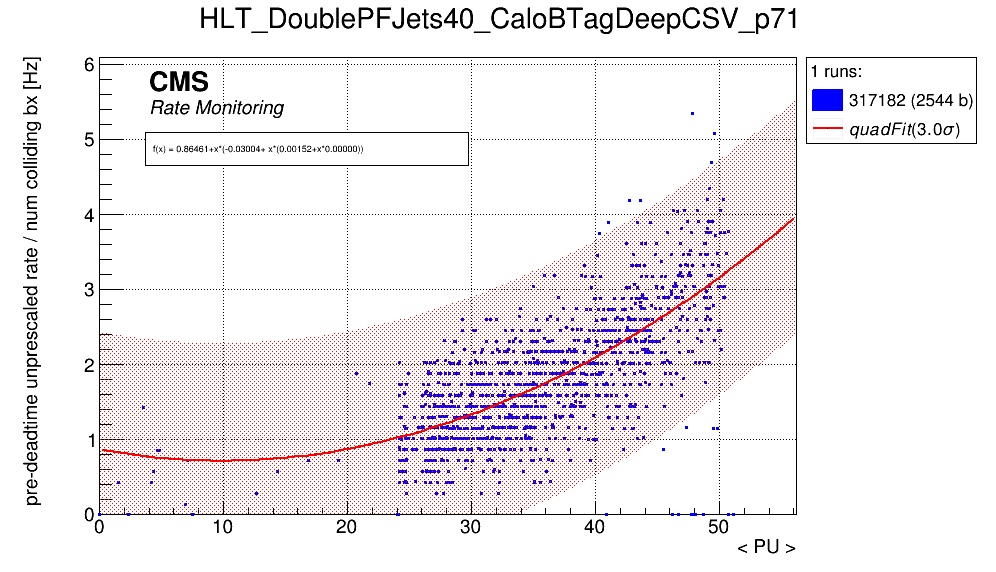 HLT_DoublePFJets40_CaloBTagDeepCSV_p71
pre-deadtime unprescaled rate / num colliding bx [Hz]
6
5
4
3
2
1
0
CMS
Rate Monitoring
f(x) = 0.86461+x*(-0.03004+ x*(0.00152+x*0.00000))
1 runs:
317182 (2544 b)
quadFit(3.0σ)
0 10 20 30 40 50
< PU >